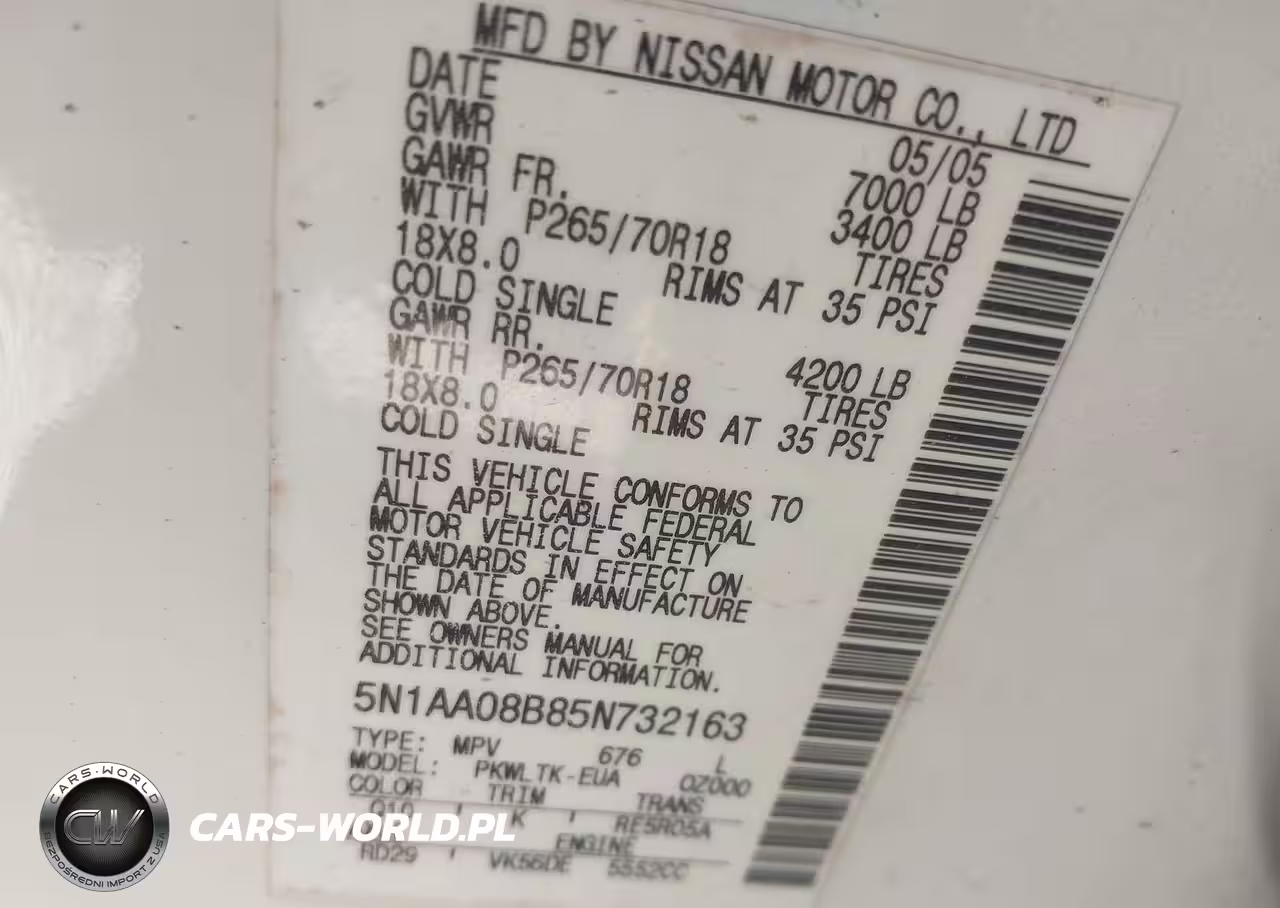 MFD BY NISSAN MOTOR CO., LTD
DATE 05/05
GVWR 7000 LB
GAWR FR. 3400 LB
WITH P265/70R18 TIRES
18X8.0 RIMS AT 35 PSI
COLD SINGLE
GAWR RR. 4200 LB
WITH P265/70R18 TIRES
18X8.0 RIMS AT 35 PSI
COLD SINGLE
THIS VEHICLE CONFORMS TO
ALL APPLICABLE FEDERAL
MOTOR VEHICLE SAFETY
STANDARDS IN EFFECT ON
THE DATE OF MANUFACTURE
SHOWN ABOVE.
SEE OWNERS MANUAL FOR
ADDITIONAL INFORMATION.
5N1AA08B85N732163
TYPE: MPV 676 L
MODEL: PKWLTK-EUA 0Z000
COLOR TRIM TRANS
Q10 K RE5R05A
ENGINE
RD29 VK56DE 5552CC
CARS-WORLD
CW
BEZPOŚREDNI IMPORT Z USA
CARS-WORLD.PL